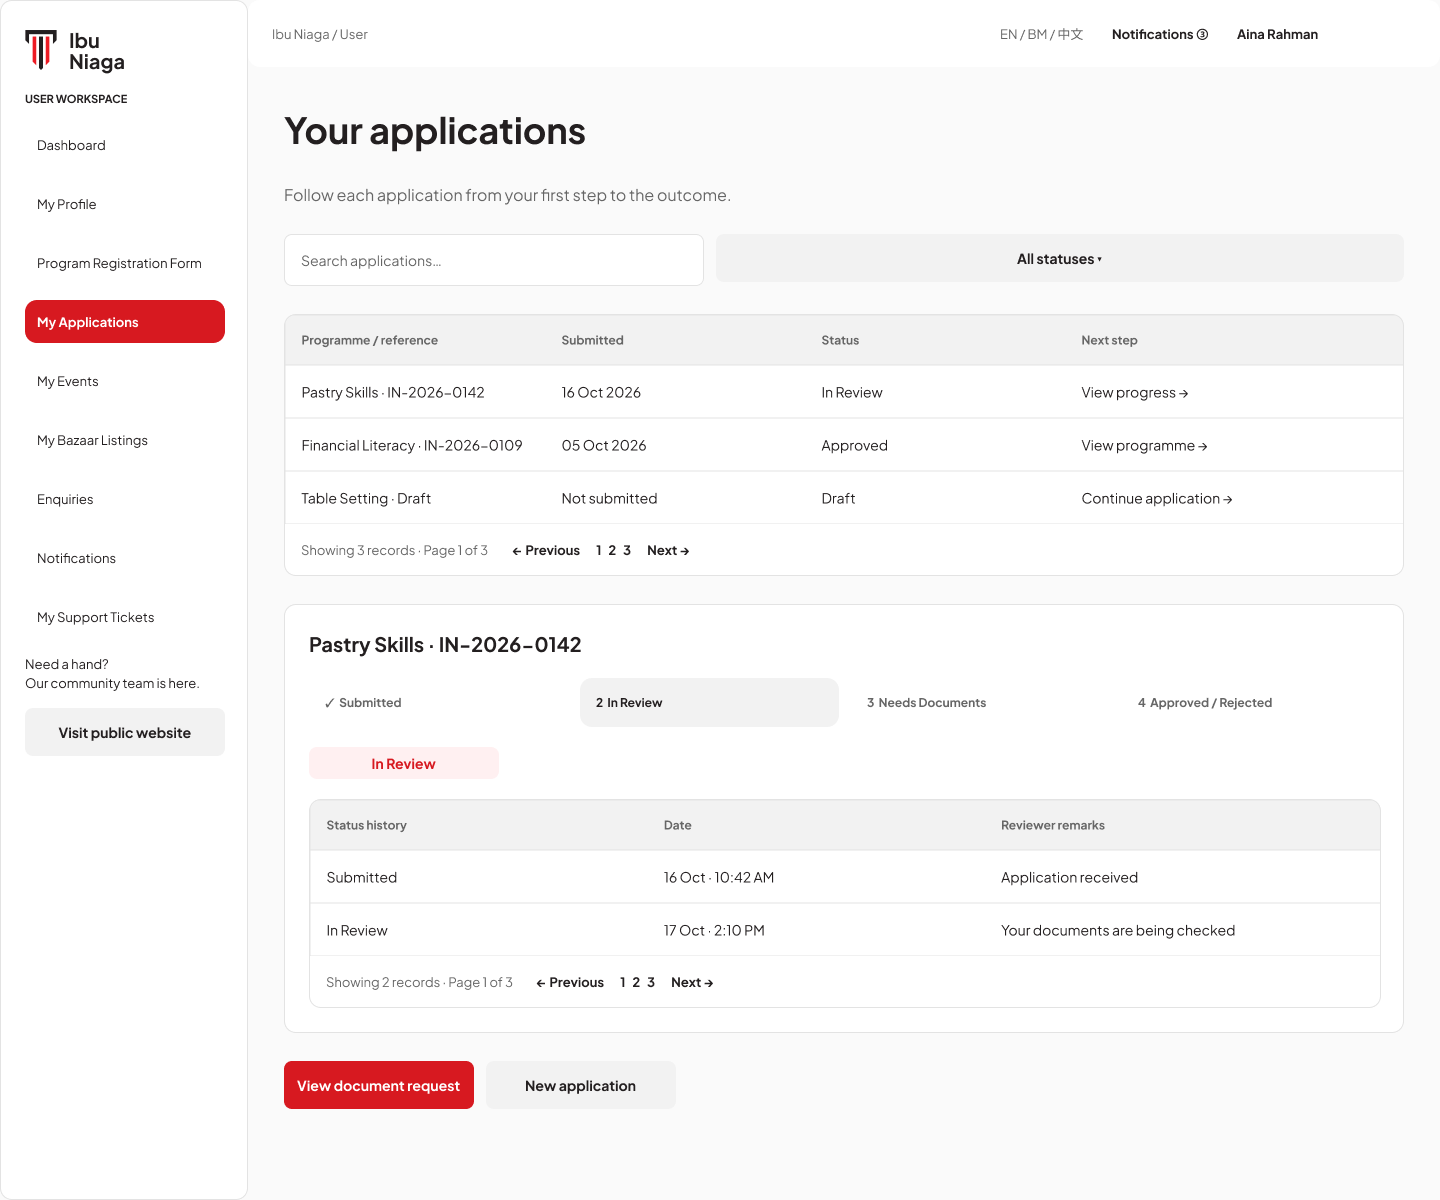 Ibu
Niaga
USER WORKSPACE
Dashboard
My Profile
Program Registration Form
My Applications
My Events
My Bazaar Listings
Enquiries
Notifications
My Support Tickets
Need a hand?
Our community team is here.
Visit public website
Ibu Niaga / User
EN / BM / 中文 Notifications ③ Aina Rahman
Your applications
Follow each application from your first step to the outcome.
Search applications…
All statuses ▾
Programme / reference Submitted Status Next step
Pastry Skills · IN-2026-0142 16 Oct 2026 In Review View progress →
Financial Literacy · IN-2026-0109 05 Oct 2026 Approved View programme →
Table Setting · Draft Not submitted Draft Continue application →
Showing 3 records · Page 1 of 3 ← Previous 1 2 3 Next →
Pastry Skills · IN-2026-0142
✓ Submitted 2 In Review 3 Needs Documents 4 Approved / Rejected
In Review
Status history Date Reviewer remarks
Submitted 16 Oct · 10:42 AM Application received
In Review 17 Oct · 2:10 PM Your documents are being checked
Showing 2 records · Page 1 of 3 ← Previous 1 2 3 Next →
View document request New application